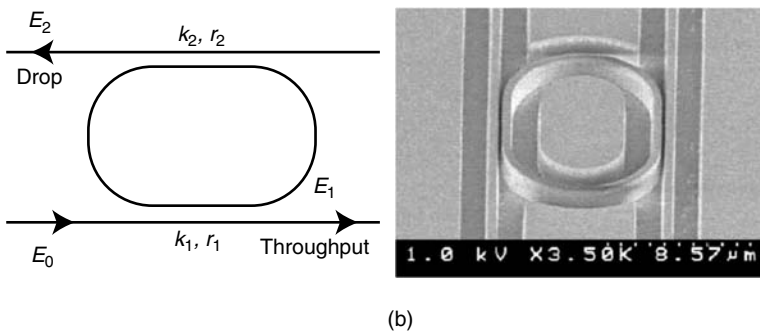 E2
k2, r2
Drop
E1
k1, r1
Throughput
E0
1.0 kV X3.50K 8.57μm
(b)